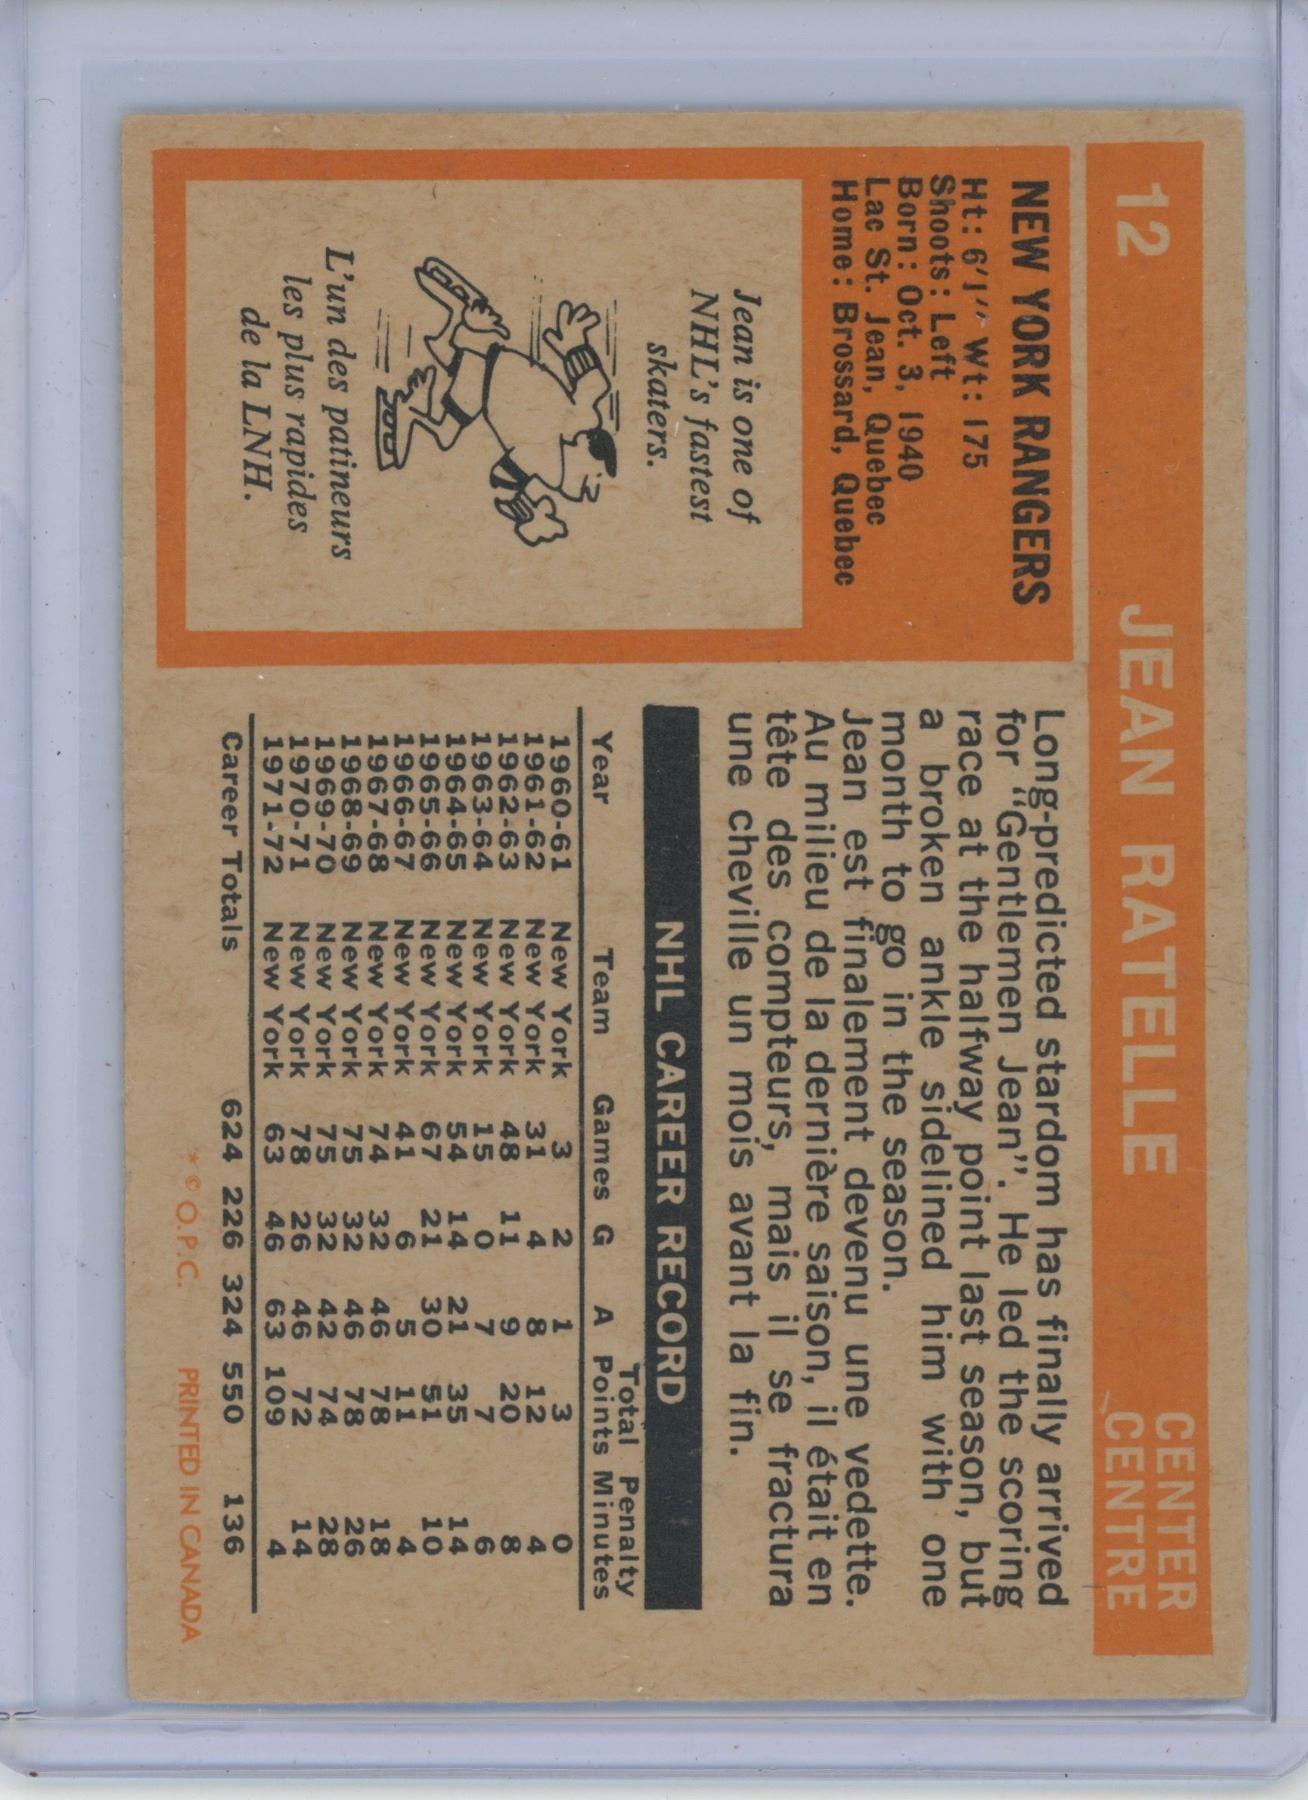 12 JEAN RATELLE CENTER
CENTRE
NEW YORK RANGERS
Ht: 6'1" Wt: 175
Shoots: Left
Born: Oct. 3, 1940
Lac St. Jean, Quebec
Home: Brossard, Quebec
Jean is one of
NHL's fastest
skaters.
L'un des patineurs
les plus rapides
de la LNH.
Long-predicted stardom has finally arrived
for "Gentlemen Jean". He led the scoring
race at the halfway point last season, but
a broken ankle sidelined him with one
month to go in the season.
Jean est finalement devenu une vedette.
Au milieu de la dernière saison, il était en
tête des compteurs, mais il se fractura
une cheville un mois avant la fin.
NHL CAREER RECORD
Total Penalty
Year Team Games G A Points Minutes
1960-61 New York 3 2 1 3 0
1961-62 New York 31 4 8 12 4
1962-63 New York 48 11 9 20 8
1963-64 New York 15 0 7 7 6
1964-65 New York 54 14 21 35 14
1965-66 New York 67 21 30 51 10
1966-67 New York 41 6 5 11 4
1967-68 New York 74 32 46 78 18
1968-69 New York 75 32 46 78 26
1969-70 New York 75 32 42 74 28
1970-71 New York 78 26 46 72 14
1971-72 New York 63 46 63 109 4
Career Totals 624 226 324 550 136
*© O.P.C. PRINTED IN CANADA